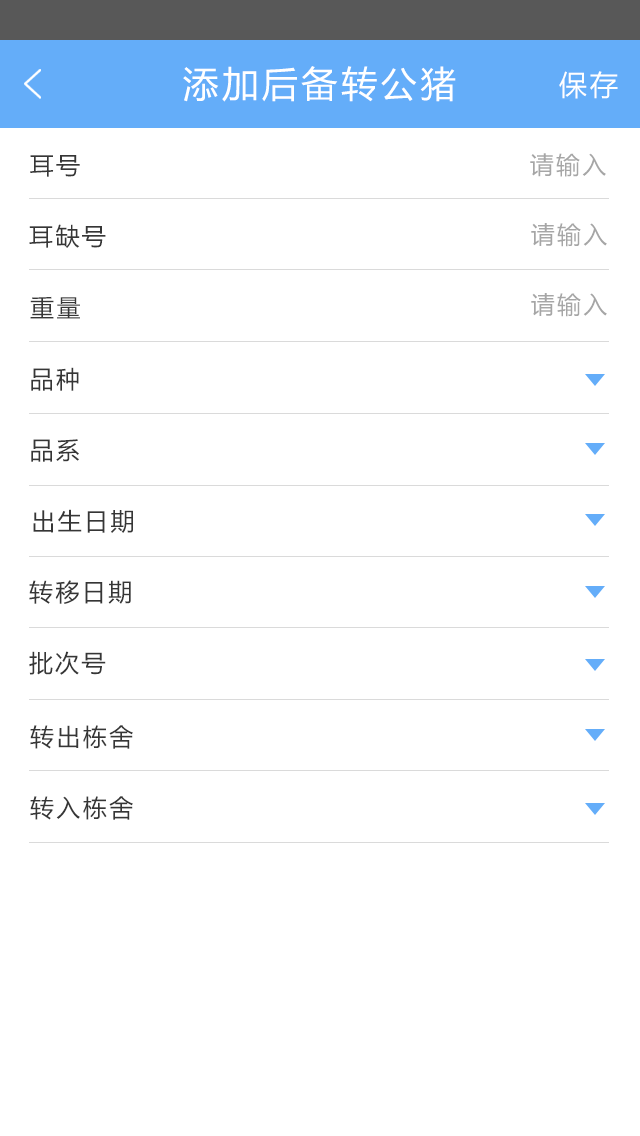 添加后备转公猪 保存
耳号 请输入
耳缺号 请输入
重量 请输入
品种
品系
出生日期
转移日期
批次号
转出栋舍
转入栋舍